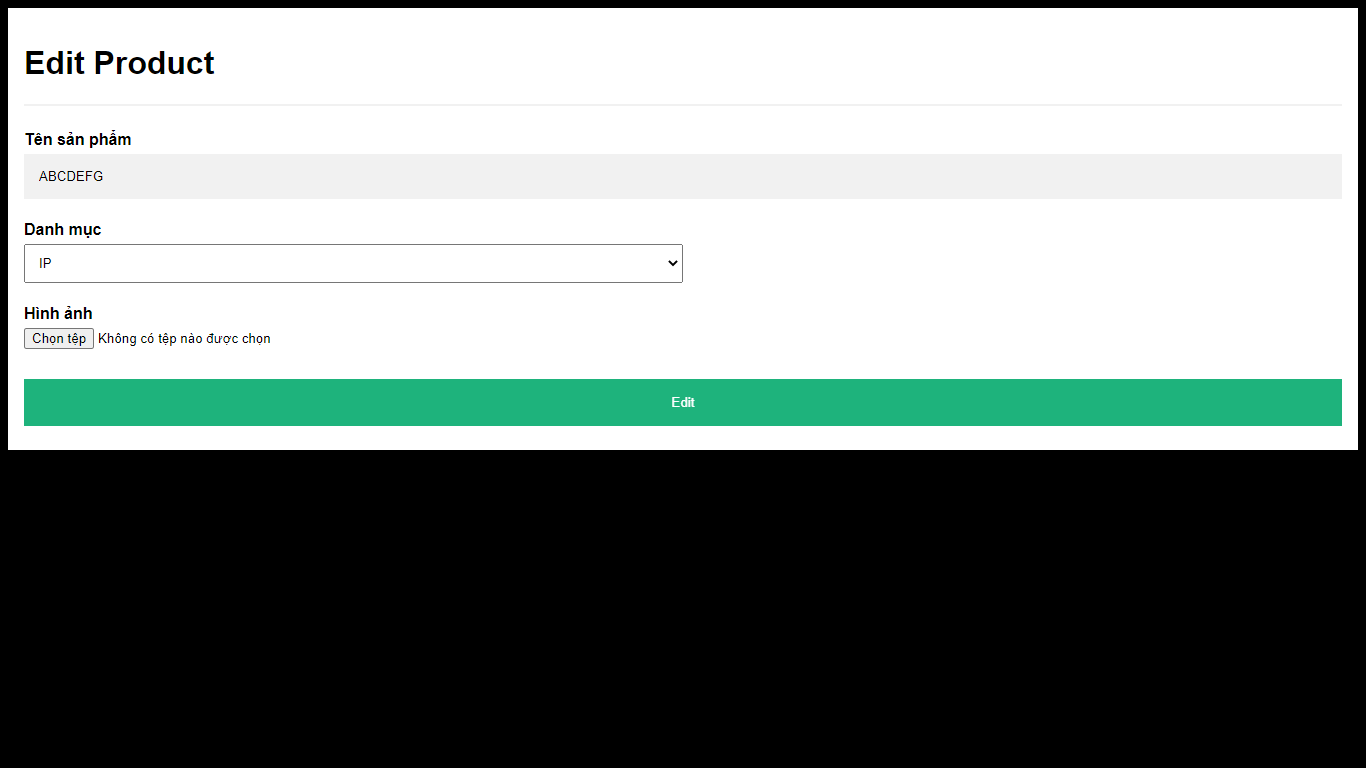 Edit Product
Tên sản phẩm
ABCDEFG
Danh mục
IP
Hình ảnh
Chọn tệp Không có tệp nào được chọn
Edit